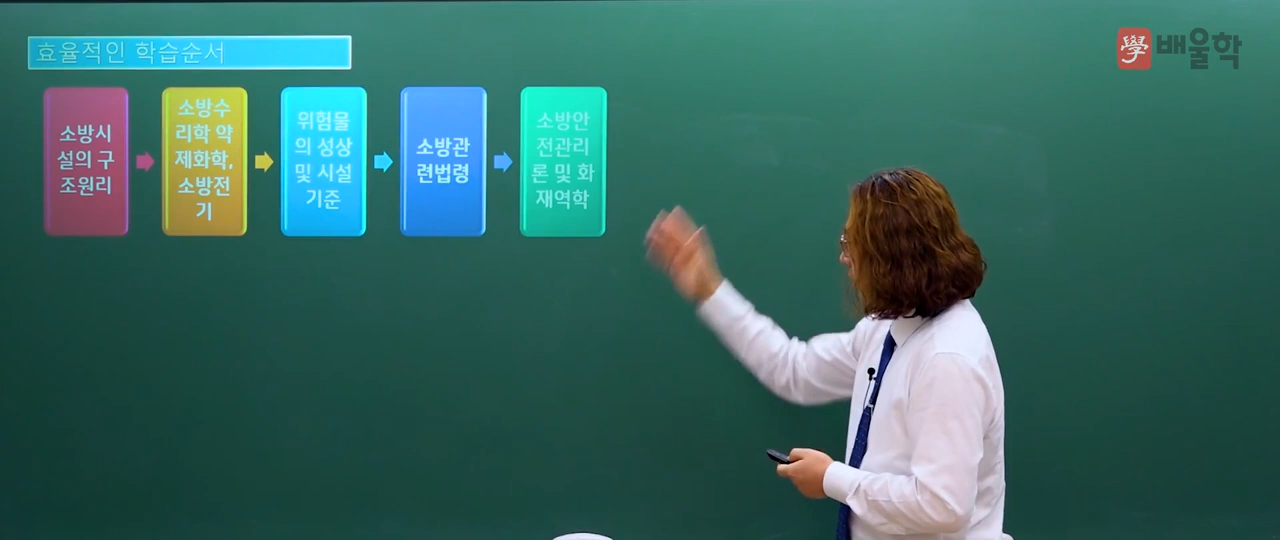 효율적인 학습순서
學 배울학
소방시
설의 구
조원리
소방수
리학 약
제화학,
소방전
기
위험물
의 성상
및 시설
기준
소방관
련법령
소방안
전관리
론 및 화
재역학